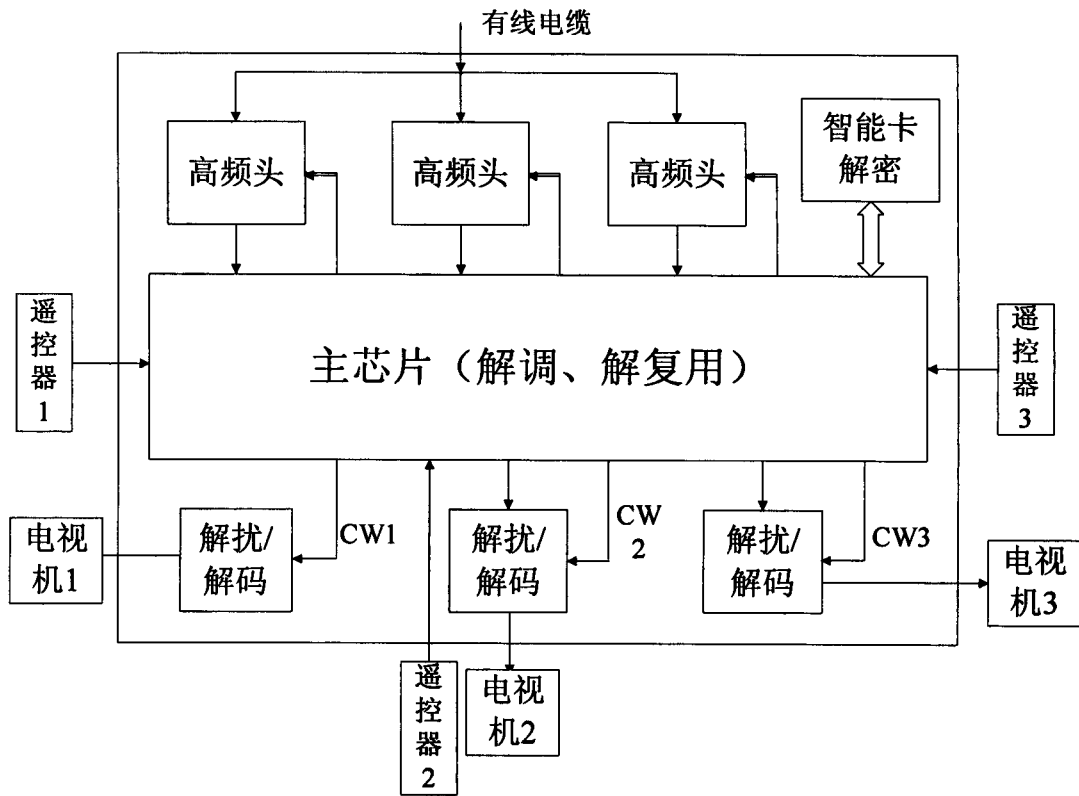 有线电缆
高频头
高频头
高频头
智能卡
解密
遥
控
器
1
主芯片（解调、解复用）
遥
控
器
3
电视
机1
解扰/
解码
CW1
解扰/
解码
CW
2
解扰/
解码
CW3
电视
机3
遥
控
器
2
电视
机2